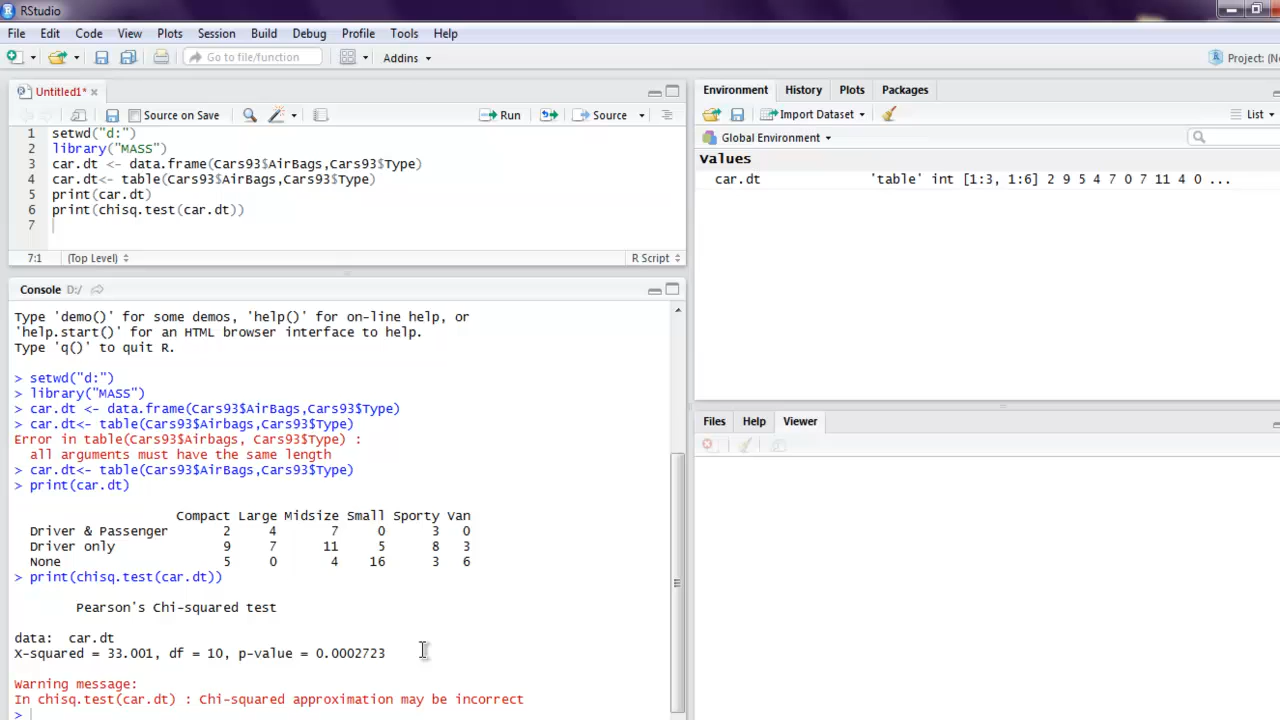 RStudio
File Edit Code View Plots Session Build Debug Profile Tools Help
Go to file/function Addins Project: (N
Untitled1*
Source on Save Run Source
1 setwd("d:")
2 library("MASS")
3 car.dt <- data.frame(Cars93$AirBags,Cars93$Type)
4 car.dt<- table(Cars93$AirBags,Cars93$Type)
5 print(car.dt)
6 print(chisq.test(car.dt))
7
7:1 (Top Level) R Script
Console D:/
Type 'demo()' for some demos, 'help()' for on-line help, or
'help.start()' for an HTML browser interface to help.
Type 'q()' to quit R.
> setwd("d:")
> library("MASS")
> car.dt <- data.frame(Cars93$AirBags,Cars93$Type)
> car.dt<- table(Cars93$AirBags,Cars93$Type)
Error in table(Cars93$Airbags, Cars93$Type) :
all arguments must have the same length
> car.dt<- table(Cars93$AirBags,Cars93$Type)
> print(car.dt)
Compact Large Midsize Small Sporty Van
Driver & Passenger 2 4 7 0 3 0
Driver only 9 7 11 5 8 3
None 5 0 4 16 3 6
> print(chisq.test(car.dt))
Pearson's Chi-squared test
data: car.dt
X-squared = 33.001, df = 10, p-value = 0.0002723
Warning message:
In chisq.test(car.dt) : Chi-squared approximation may be incorrect
>
Environment History Plots Packages
Import Dataset List
Global Environment
Values
car.dt 'table' int [1:3, 1:6] 2 9 5 4 7 0 7 11 4 0 ...
Files Help Viewer